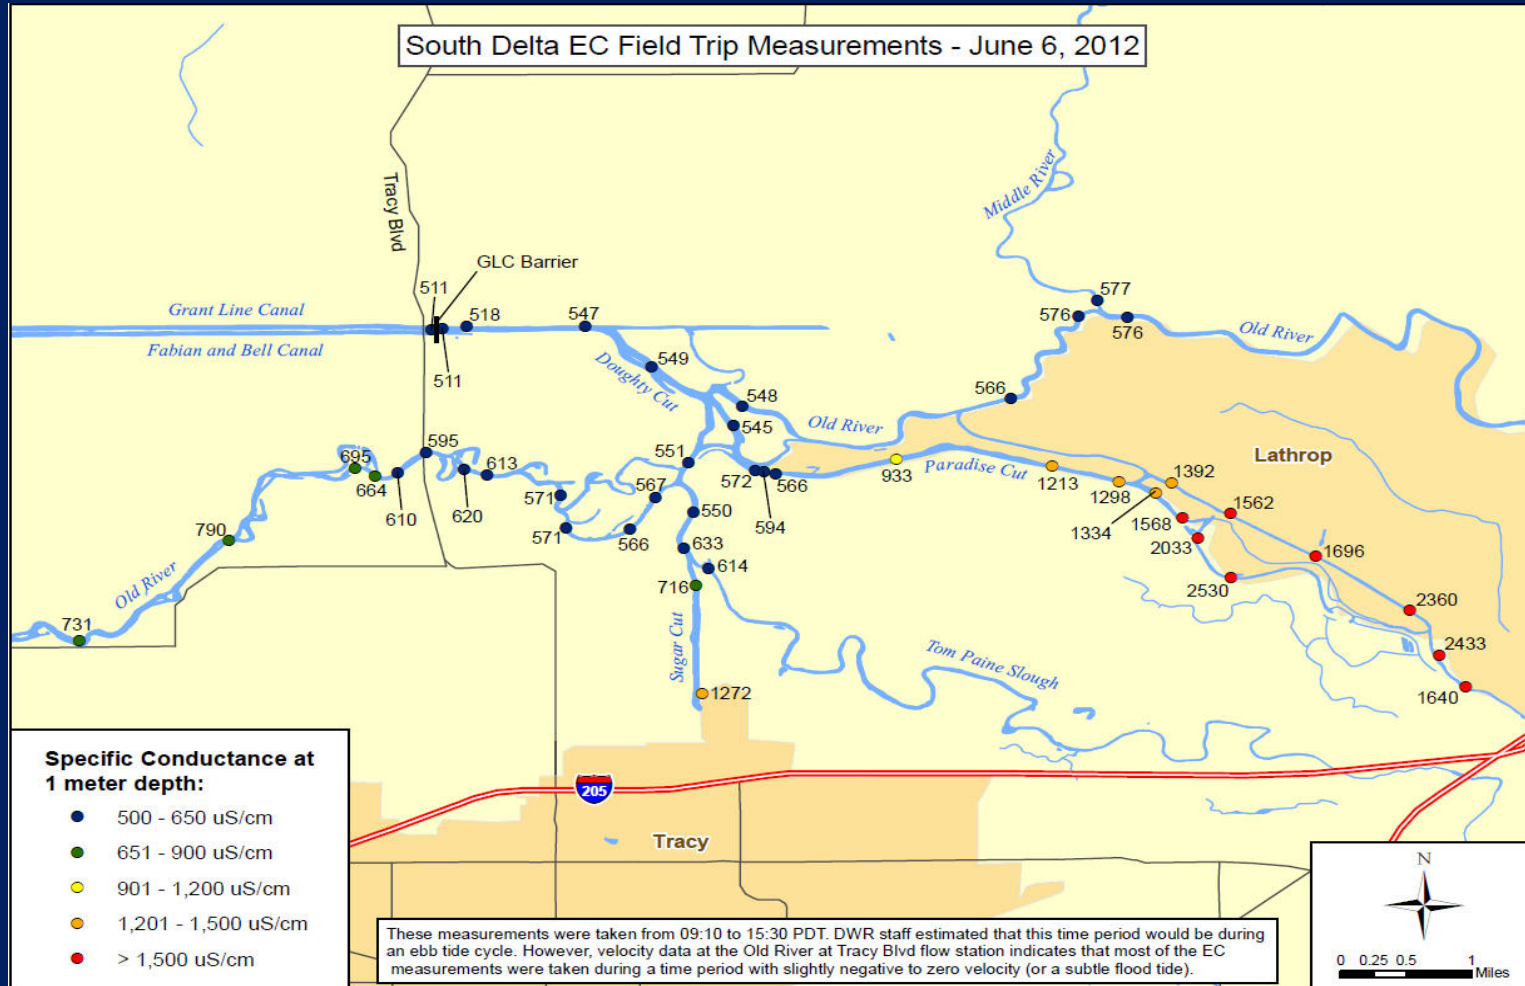 South Delta EC Field Trip Measurements - June 6, 2012
Middle River
Tracy Blvd
GLC Barrier
511
518
547
577
576
576
Grant Line Canal
Old River
Fabian and Bell Canal
511
549
Doughty Cut
548
566
545
Old River
595
551
Lathrop
695
664
613
933
Paradise Cut
1213
1392
572
566
567
1298
610
620
571
594
1334
1562
550
1568
790
571
566
2033
633
1696
614
716
2530
Old River
2360
731
Sugar Cut
Tom Paine Slough
2433
1272
1640
Specific Conductance at
1 meter depth:
500 - 650 uS/cm
651 - 900 uS/cm
901 - 1,200 uS/cm
1,201 - 1,500 uS/cm
> 1,500 uS/cm
205
Tracy
These measurements were taken from 09:10 to 15:30 PDT. DWR staff estimated that this time period would be during
an ebb tide cycle. However, velocity data at the Old River at Tracy Blvd flow station indicates that most of the EC
measurements were taken during a time period with slightly negative to zero velocity (or a subtle flood tide).
N
0 0.25 0.5 1
Miles